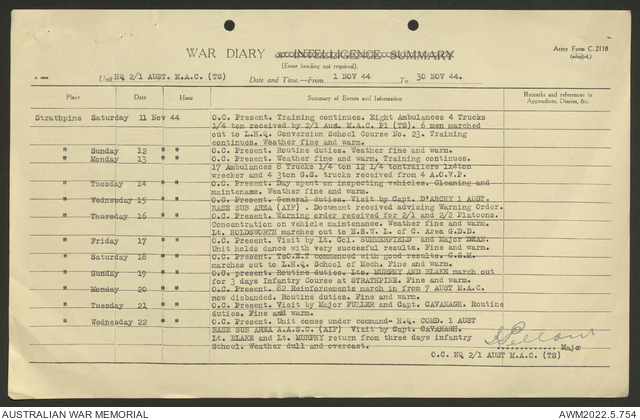 Army Form C. 2118
(adapted.)
WAR DIARY or INTELLIGENCE SUMMARY
(Erase heading not required).
Unit HQ 2/1 AUST. M.A.C. (TS)
Date and Time.—From 1 NOV 44 To 30 NOV 44.
Place Date Hour Summary of Events and Information Remarks and references to
Appendices, Diaries, &c.
Strathpine Saturday 11 Nov 44 O.C. Present. Training continues. Eight Ambulances 4 Trucks
1/4 ton received by 2/1 Aus. M.A.C P1 (TS). 6 men marched
out to L.H.Q. Conversion School Course No. 23. Training
continues. Weather fine and warm.
" Sunday 12 " " O.C. Present. Routine duties. Weather fine and warm.
" Monday 13 " " O.C. Present. Weather fine and warm. Training continues.
17 Ambulances 8 Trucks 1/4 ton 12 1/4 tontrailers 1x4ton
wrecker and 4 3ton G.S. trucks received from 4 A.C.V.P.
" Tuesday 14 " " O.C. Present. Day spent on inspecting vehicles. Cleaning and
maintenance. Weather fine and warm.
" Wednesday 15 " " O.C. Present. General duties. Visit by Capt. D'ARCHY 1 AUST.
BASE SUB AREA (AIF) . Document received advising Warning Order.
" Thursday 16 " " O.C. Present. Warning order received for 2/1 and 2/2 Platoons.
Concentration on vehicle maintenance. Weather fine and warm.
Lt. HOLDSWORTH marches out to N.S.W. L of C. Area G.D.D.
" Friday 17 " " O.C. Present. Visit by Lt. Col. SUMMERFIELD and Major DEAN.
Unit holds dance with very succesful results. Fine and warm.
" Saturday 18 " " O.C. Present. commenced with good results. C.S.M.
marches out to L.H.Q. School of Mech. Fine and warm.
" Sunday 19 " " O.C. present. Routine duties. Lts. MURPHY AND BLAKE march out
for 3 days Infantry Course at STRATHPINE. Fine and warm.
" Monday 20 " " O.C. Present. 82 Reinforcements march in from 7 AUST M.A.C
now disbanded. Routine duties. Fine and warm.
" Tuesday 21 " " O.C. Present. Visit by Major FULLER and Capt. CAVANAGH. Routine
duties. Fine and warm.
" Wednesday 22 " " O.C. Present. Unit comes under command- H.Q. COMD. 1 AUST
BASE SUB AREA A.A.S.C. (AIF) Visit by Capt. CAVANAGH.
Lt. BLAKE and Lt. MURPHY return from three days infantry
School. Weather dull and overcast.
Major
O.C. HQ 2/1 AUST M.A.C. (TS)
AUSTRALIAN WAR MEMORIAL AWM2022.5.754